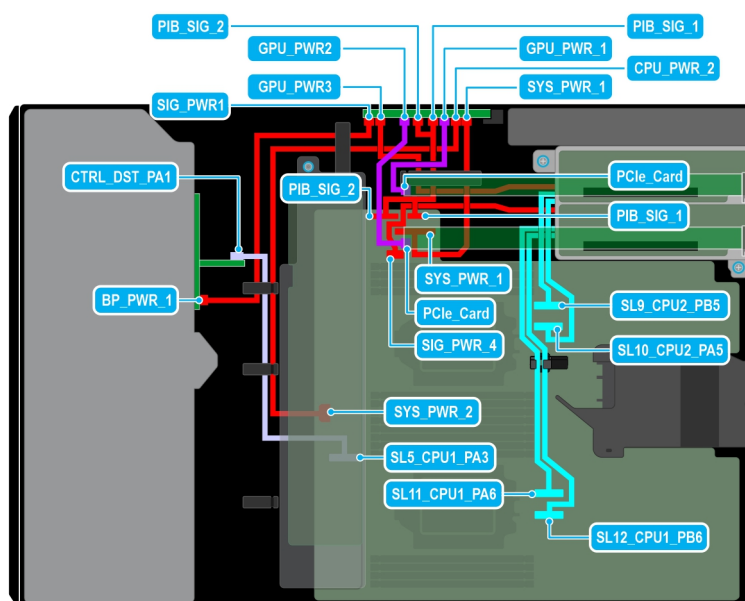 PIB_SIG_2
PIB_SIG_1
GPU_PWR2
GPU_PWR_1
CPU_PWR_2
GPU_PWR3
SYS_PWR_1
SIG_PWR1
CTRL_DST_PA1
PCIe_Card
PIB_SIG_2
PIB_SIG_1
SYS_PWR_1
BP_PWR_1
PCIe_Card
SL9_CPU2_PB5
SIG_PWR_4
SL10_CPU2_PA5
SYS_PWR_2
SL5_CPU1_PA3
SL11_CPU1_PA6
SL12_CPU1_PB6